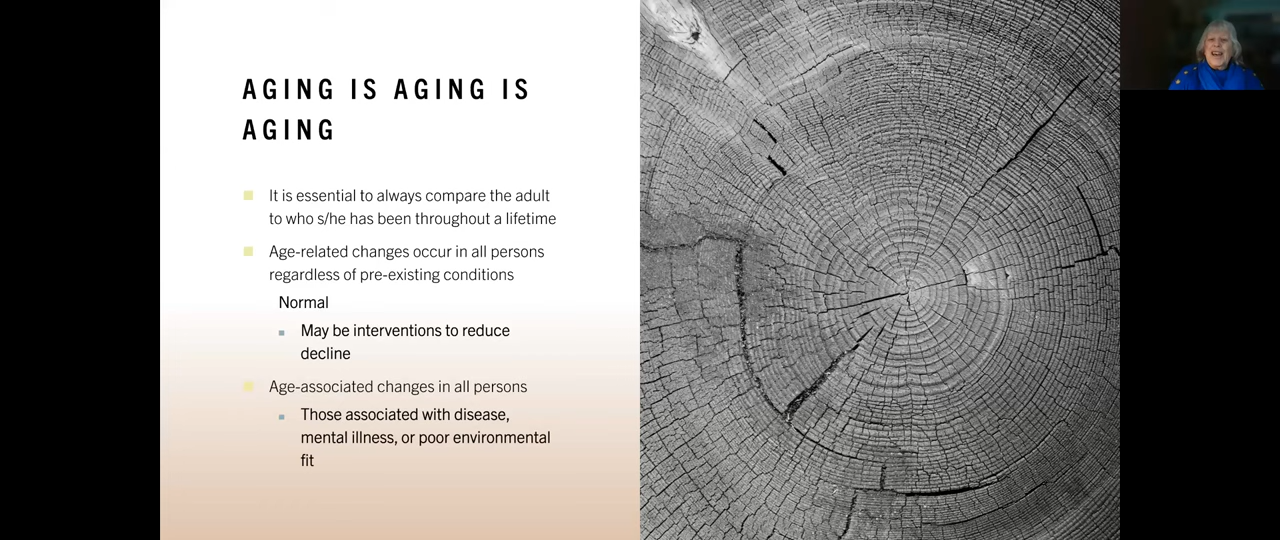 AGING IS AGING IS
AGING
It is essential to always compare the adult
to who s/he has been throughout a lifetime
Age-related changes occur in all persons
regardless of pre-existing conditions
Normal
May be interventions to reduce
decline
Age-associated changes in all persons
Those associated with disease,
mental illness, or poor environmental
fit